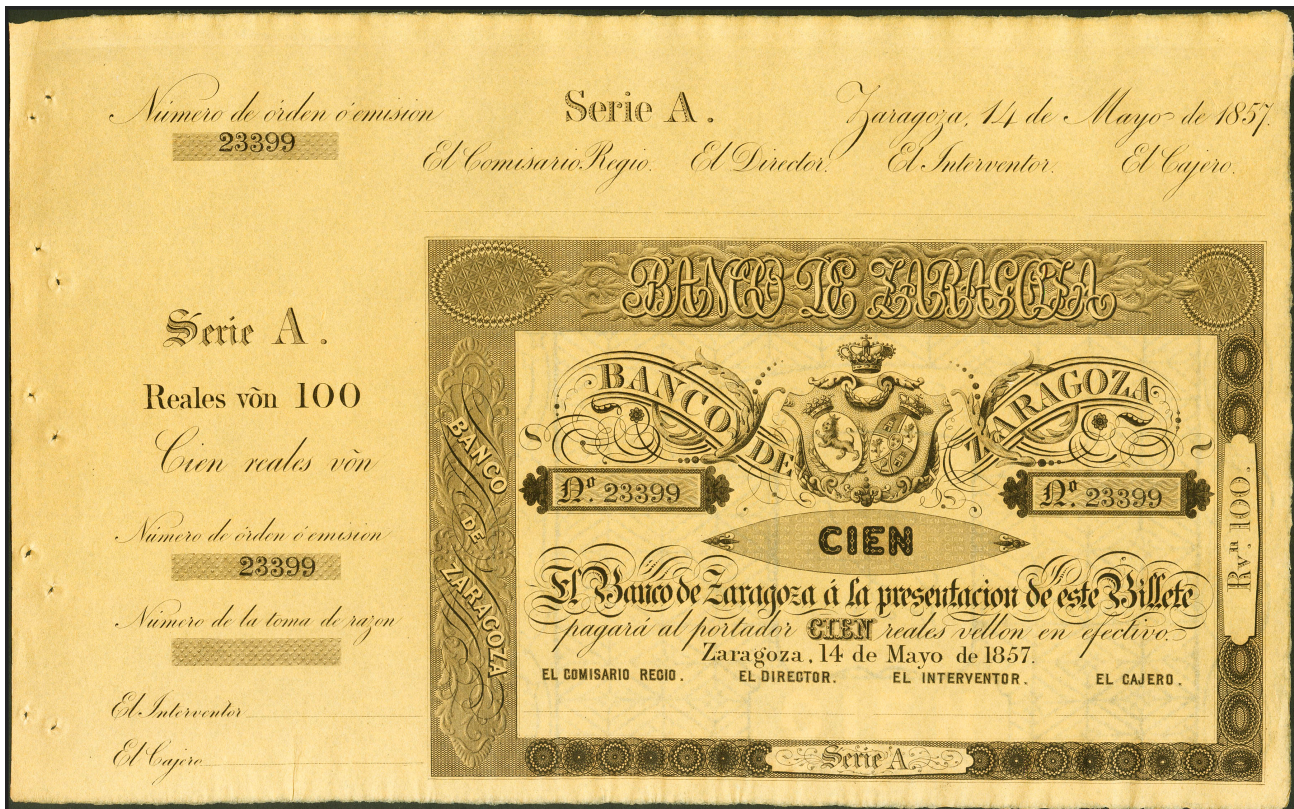 Número de órden ó emision
23399
Serie A.
Zaragoza, 14 de Mayo de 1857.
El Comisario Regio. El Director. El Interventor. El Cajero.
Serie A.
Reales võn 100
Cien reales võn
Número de órden ó emision
23399
Número de la toma de razon
El Interventor
El Cajero
BANCO DE ZARAGOZA
BANCO DE ZARAGOZA
BANCO DE ZARAGOZA
Nº. 23399
Nº. 23399
CIEN
El Banco de Zaragoza á la presentacion de este Billete
pagará al portador CIEN reales vellon en efectivo.
Zaragoza, 14 de Mayo de 1857.
EL COMISARIO REGIO. EL DIRECTOR. EL INTERVENTOR. EL CAJERO.
Serie A.
Rvn. 100.